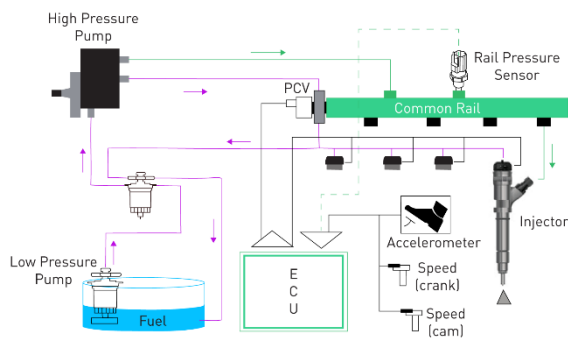 High Pressure
Pump
Rail Pressure
Sensor
PCV
Common Rail
Injector
Accelerometer
Low Pressure
Pump
Fuel
E
C
U
Speed
(crank)
Speed
(cam)